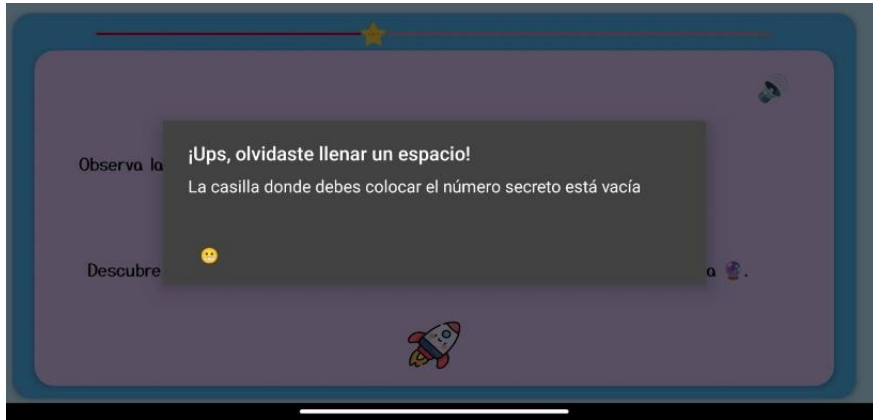 ¡Ups, olvidaste llenar un espacio!
Observa la
La casilla donde debes colocar el número secreto está vacía
Descubre
a 🔮.